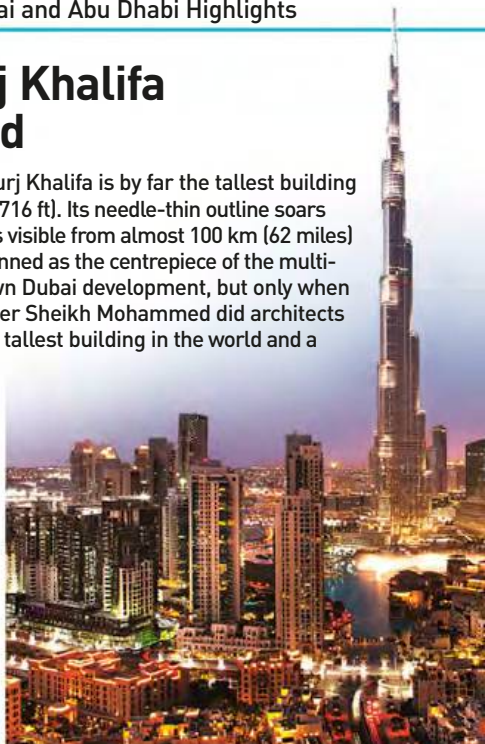 ai and Abu Dhabi Highlights
j Khalifa
d
urj Khalifa is by far the tallest building
716 ft). Its needle-thin outline soars
s visible from almost 100 km (62 miles)
nned as the centrepiece of the multi-
wn Dubai development, but only when
er Sheikh Mohammed did architects
tallest building in the world and a